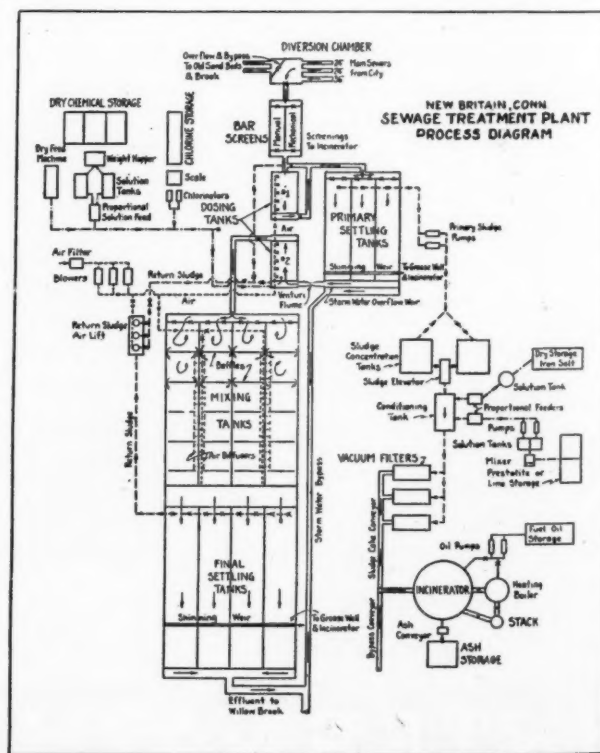 NEW BRITAIN, CONN.
SEWAGE TREATMENT PLANT
PROCESS DIAGRAM
DIVERSION CHAMBER
Overflow & Bypass
To Old Sand Beds
& Brook
Main Sewers
From City
DRY CHEMICAL STORAGE
CHLORINE STORAGE
BAR
SCREENS
Manual
Mechanical
Screenings
To Incinerator
Dry Feed
Machine
Weight Hopper
Solution
Tanks
Proportional
Solution Feed
Scale
Chlorinators
DOSING
TANKS
#1
#2
Air
PRIMARY
SETTLING
TANKS
Primary Sludge
Pumps
Skimming Weir
To Grease Well
& Incinerator
Storm Water Overflow Weir
Venturi
Flume
Air Filter
Blowers
Return Sludge
Air
Return Sludge
Air Lift
Return Sludge
Baffles
MIXING
TANKS
Air Diffusers
Storm Water Bypass
FINAL
SETTLING
TANKS
Skimming Weir
To Grease Well
& Incinerator
Effluent to
Willow Brook
Sludge
Concentration
Tanks
Sludge Elevator
Dry Storage
Iron Salt
Solution Tank
Conditioning
Tank
Proportional Feeders
Pumps
Solution Tanks
Mixer
Prestolite or
Lime Storage
VACUUM FILTERS
Sludge Cake Conveyor
Bypass Conveyor
Fuel Oil
Storage
Oil Pumps
INCINERATOR
Heating
Boiler
STACK
Ash
Conveyor
ASH
STORAGE